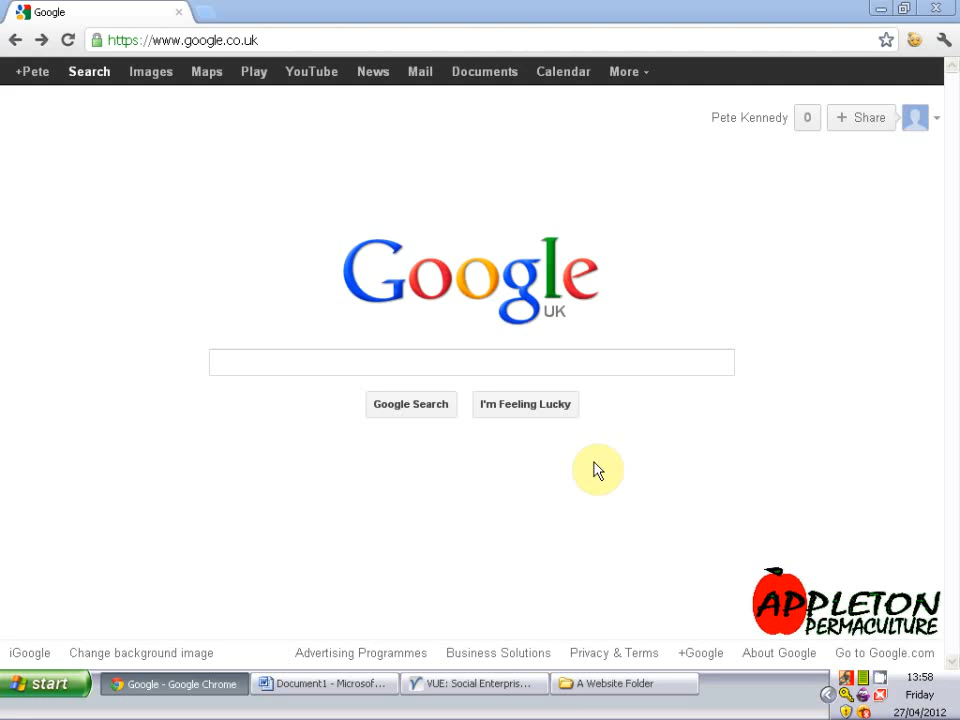 Google
https://www.google.co.uk
+Pete Search Images Maps Play YouTube News Mail Documents Calendar More
Pete Kennedy 0 + Share
Google
UK
Google Search I'm Feeling Lucky
APPLETON
PERMACULTURE
iGoogle Change background image Advertising Programmes Business Solutions Privacy & Terms +Google About Google Go to Google.com
start Google - Google Chrome Document1 - Microsof... VUE: Social Enterpris... A Website Folder
13:58
Friday
27/04/2012